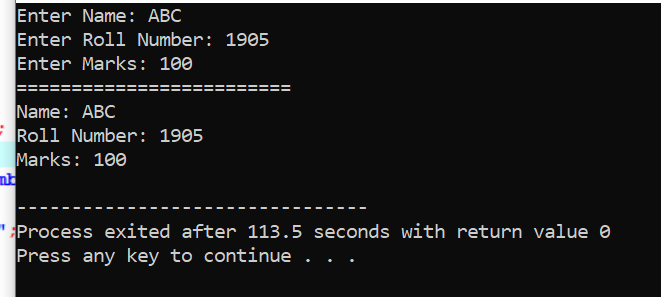 Enter Name: ABC
Enter Roll Number: 1905
Enter Marks: 100
=========================
Name: ABC
Roll Number: 1905
Marks: 100
--------------------------------
Process exited after 113.5 seconds with return value 0
Press any key to continue . . .